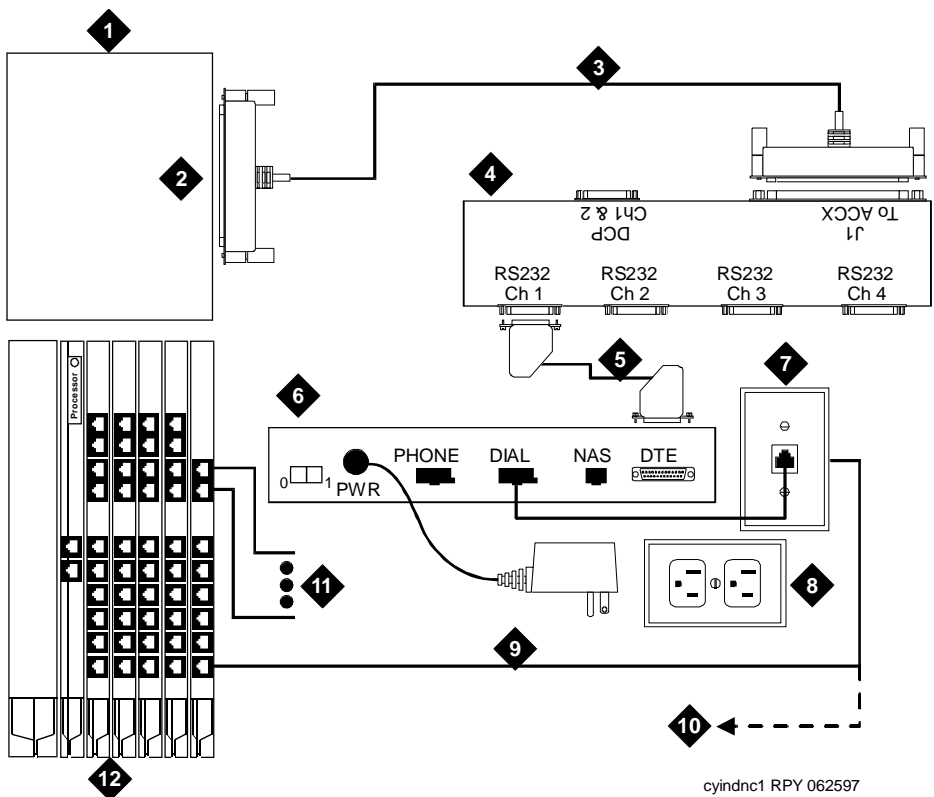 1
3
2
4
DCP
Ch1 & 2
J1
To ACCX
RS232
Ch 1
RS232
Ch 2
RS232
Ch 3
RS232
Ch 4
Processor
5
7
6
PHONE
DIAL
NAS
DTE
0
1
PWR
11
8
9
10
12
cyindnc1 RPY 062597